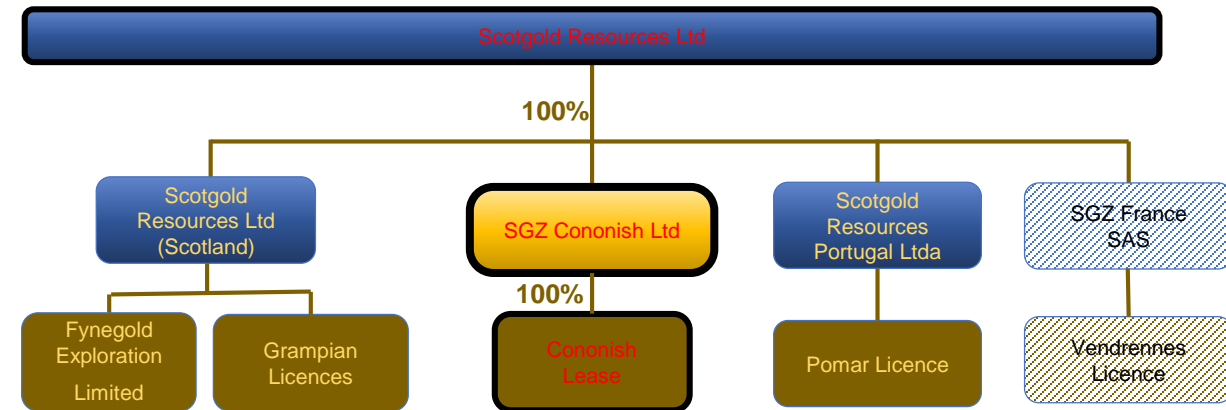 Scotgold Resources Ltd
100%
Scotgold
Resources Ltd
(Scotland)
SGZ Cononish Ltd
Scotgold
Resources
Portugal Ltda
SGZ France
SAS
100%
Fynegold
Exploration
Limited
Grampian
Licences
Cononish
Lease
Pomar Licence
Vendrennes
Licence